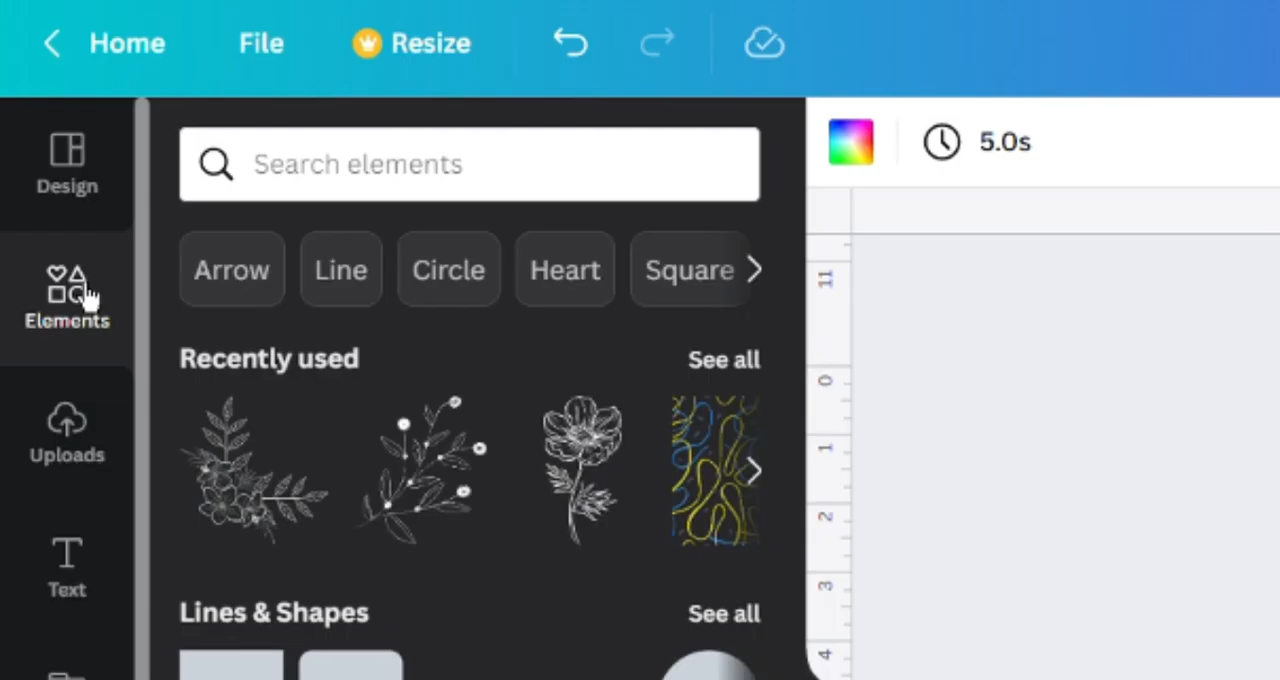 Home File Resize
Design
Elements
Uploads
Text
Search elements
Arrow Line Circle Heart Square
Recently used See all
Lines & Shapes See all
5.0s
11
0
1
2
3
4